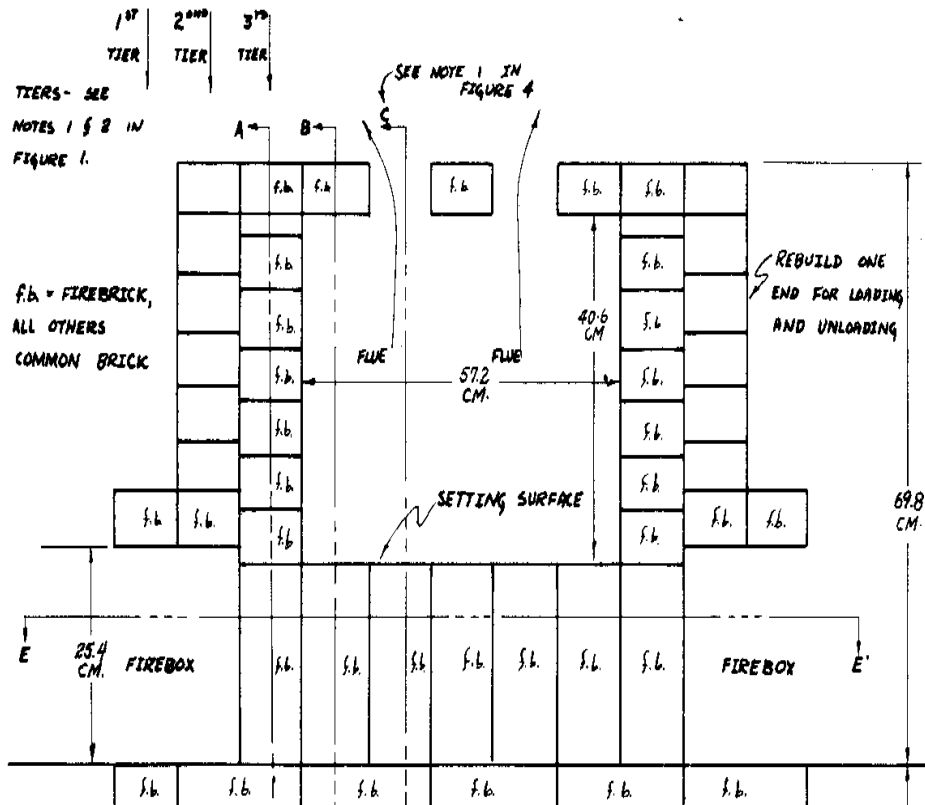 1ST 2OND 3RD
TIER TIER TIER
SEE NOTE 1 IN
FIGURE 4
TIERS- SEE
NOTES 1 & 2 IN
FIGURE 1.
A B C
f.b. f.b. f.b. f.b. f.b.
f.b. f.b.
REBUILD ONE
END FOR LOADING
AND UNLOADING
f.b. = FIREBRICK,
ALL OTHERS
COMMON BRICK
f.b. f.b.
40.6
CM
FLUE FLUE
57.2
CM.
f.b. f.b.
f.b. f.b.
f.b. f.b.
SETTING SURFACE
69.8
CM.
f.b. f.b. f.b. f.b. f.b. f.b.
E E'
25.4
CM.
FIREBOX f.b. f.b. f.b. f.b. f.b. f.b. f.b. FIREBOX
f.b. f.b. f.b. f.b. f.b. f.b.